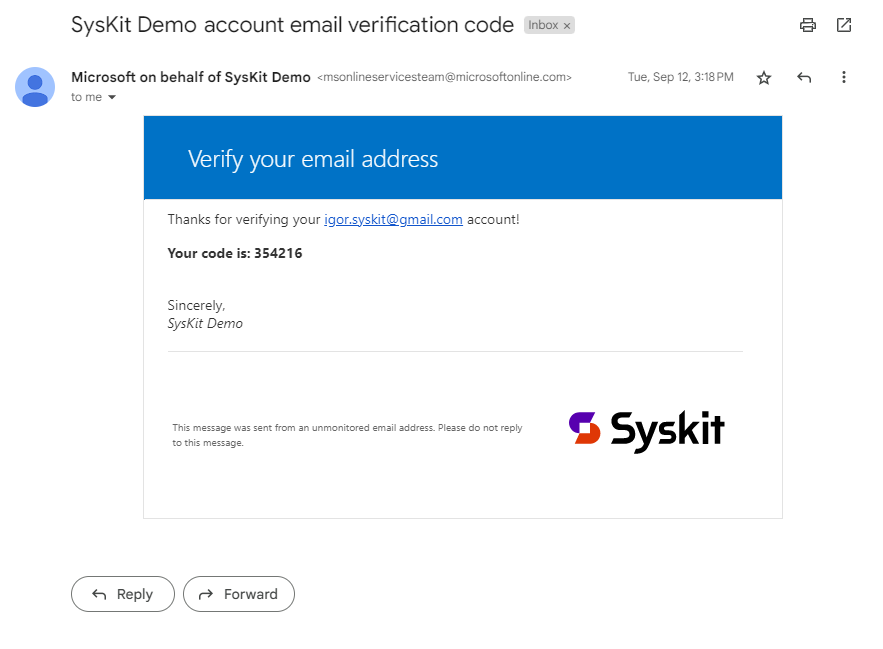 SysKit Demo account email verification code Inbox ×
Microsoft on behalf of SysKit Demo <msonlineservicesteam@microsoftonline.com> Tue, Sep 12, 3:18 PM
to me
Verify your email address
Thanks for verifying your igor.syskit@gmail.com account!
Your code is: 354216
Sincerely,
SysKit Demo
This message was sent from an unmonitored email address. Please do not reply
to this message.
Syskit
Reply Forward